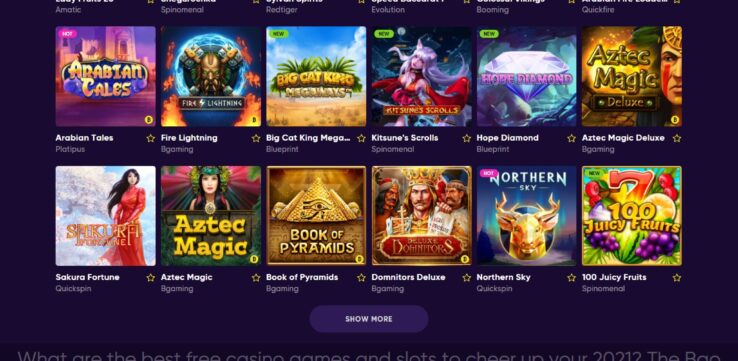 Amatic
Spinomenal
Redtiger
Evolution
Booming
Quickfire
HOT
ARABIAN
TALES
FIRE LIGHTNING
NEW
BIG CAT KING
MEGAWAYS
NEW
KITSUNE'S SCROLLS
NEW
HOPE DIAMOND
Aztec
Magic
Deluxe
Arabian Tales
Fire Lightning
Big Cat King Mega...
Kitsune's Scrolls
Hope Diamond
Aztec Magic Deluxe
Platipus
Bgaming
Blueprint
Spinomenal
Blueprint
Bgaming
SAKURA
FORTUNE
Aztec
Magic
BOOK OF
PYRAMIDS
DELUXE
DOMNITORS
HOT
NORTHERN
SKY
NEW
100
JUICY FRUITS
Sakura Fortune
Aztec Magic
Book of Pyramids
Domnitors Deluxe
Northern Sky
100 Juicy Fruits
Quickspin
Bgaming
Bgaming
Bgaming
Quickspin
Spinomenal
SHOW MORE
What are the best free casino games and slots to cheer up your 2021? The Bao